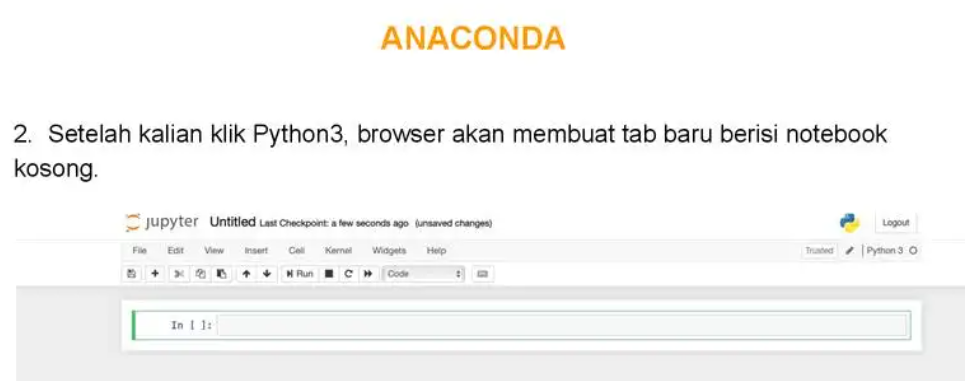 ANACONDA
2. Setelah kalian klik Python3, browser akan membuat tab baru berisi notebook
kosong.
jupyter Untitled Last Checkpoint: a few seconds ago (unsaved changes) Logout
File Edit View Insert Cell Kernel Widgets Help Trusted Python 3
Run Code
In [ ]: